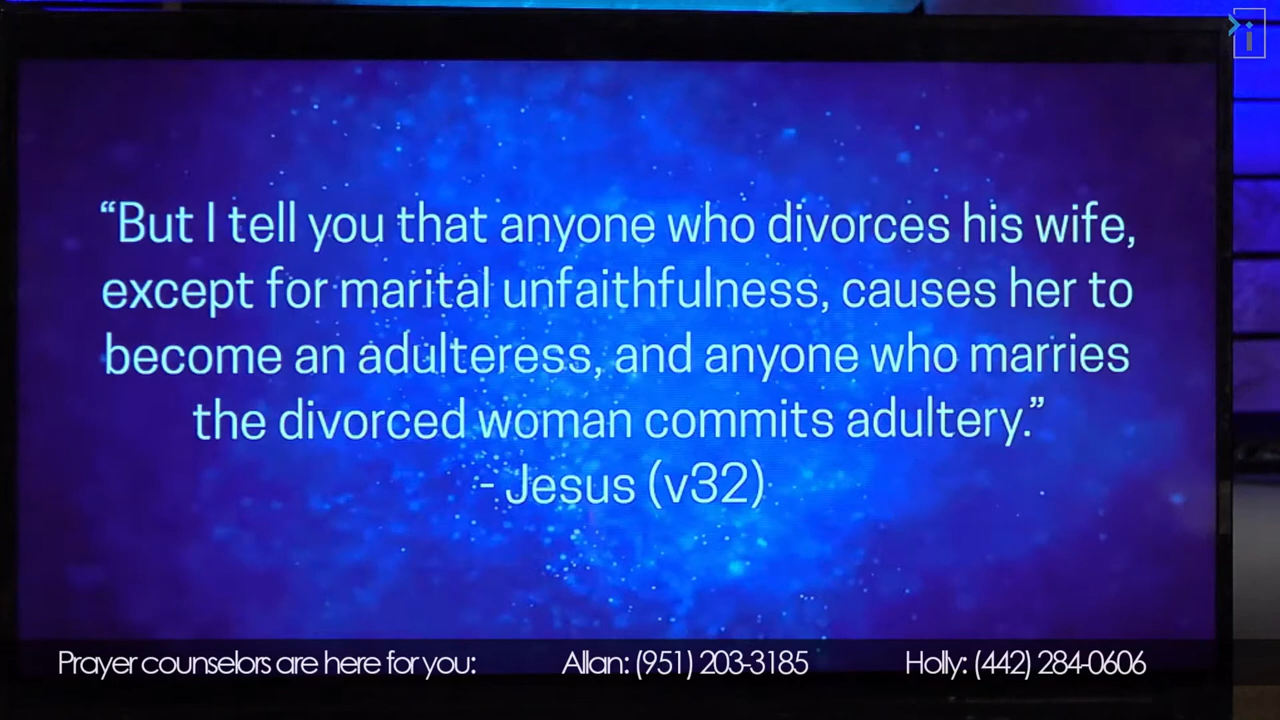 “But I tell you that anyone who divorces his wife,
except for marital unfaithfulness, causes her to
become an adulteress, and anyone who marries
the divorced woman commits adultery.”
- Jesus (v32)
Prayer counselors are here for you: Allan: (951) 203-3185 Holly: (442) 284-0606